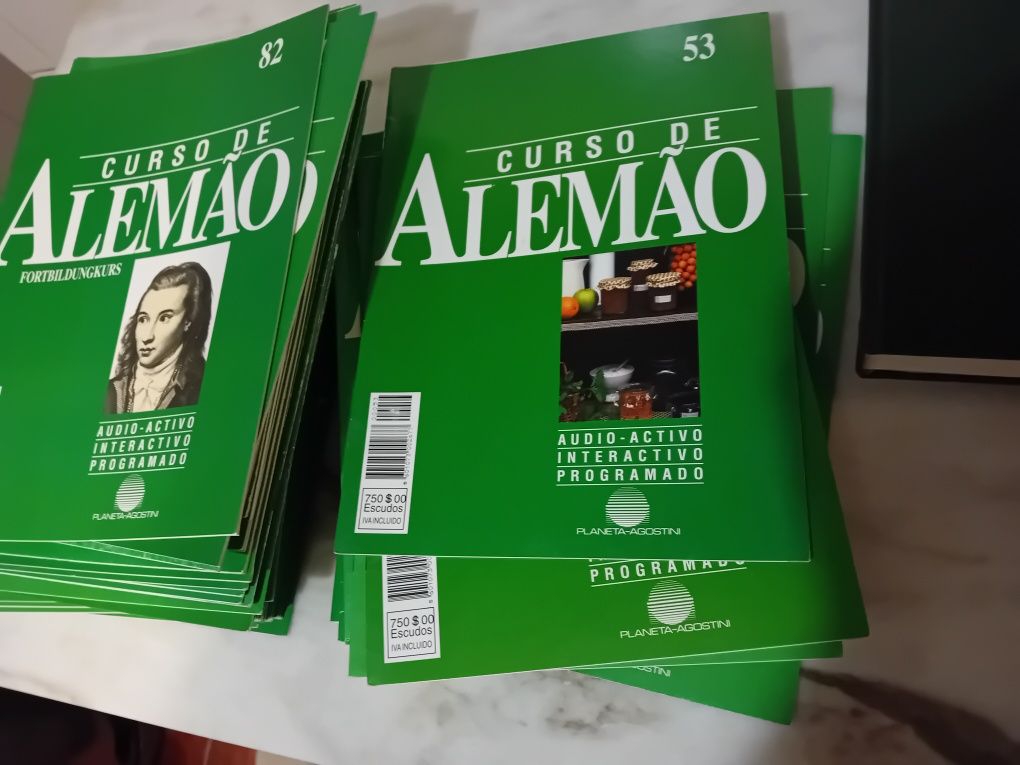 82
CURSO DE
ALEMÃO
FORTBILDUNGKURS
AUDIO-ACTIVO
INTERACTIVO
PROGRAMADO
PLANETA-AGOSTINI
53
CURSO DE
ALEMÃO
AUDIO-ACTIVO
INTERACTIVO
PROGRAMADO
PLANETA-AGOSTINI
00053
750$00
Escudos
IVA INCLUIDO
PROGRAMADO
PLANETA-AGOSTINI
750$00
Escudos
IVA INCLUIDO